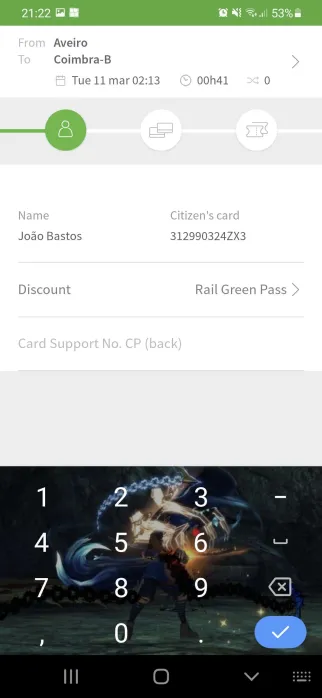 21:22 53%
From Aveiro
To Coimbra-B
Tue 11 mar 02:13 00h41 0
Name Citizen's card
João Bastos 312990324ZX3
Discount Rail Green Pass
Card Support No. CP (back)
1 2 3 -
4 5 6
7 8 9
, 0 .